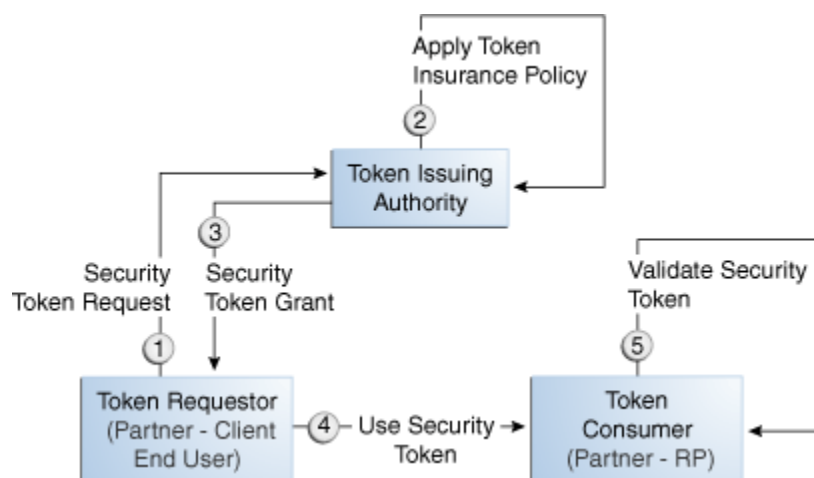 Apply Token
Insurance Policy
2
Token Issuing
Authority
3
Security
Token Request
Security
Token Grant
Validate Security
Token
1
5
Token Requestor
(Partner - Client
End User)
4
Use Security
Token
Token
Consumer
(Partner - RP)